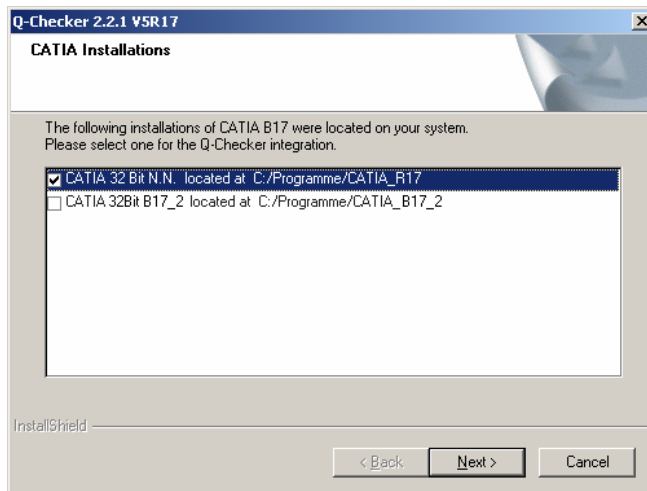 Q-Checker 2.2.1 V5R17
CATIA Installations
The following installations of CATIA B17 were located on your system.
Please select one for the Q-Checker integration.
CATIA 32 Bit N.N. located at C:/Programme/CATIA_R17
CATIA 32Bit B17_2 located at C:/Programme/CATIA_B17_2
InstallShield
< Back
Next >
Cancel